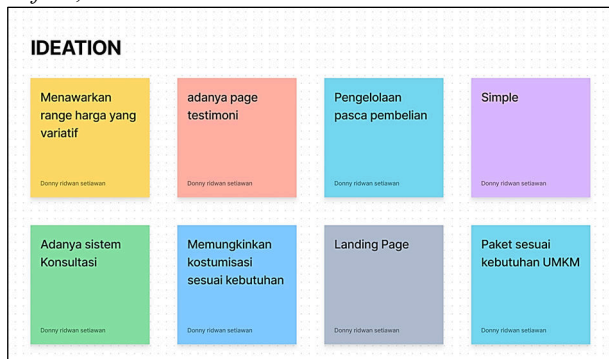 IDEATION
Menawarkan
range harga yang
variatif
Donny ridwan setiawan
adanya page
testimoni
Donny ridwan setiawan
Pengelolaan
pasca pembelian
Donny ridwan setiawan
Simple
Donny ridwan setiawan
Adanya sistem
Konsultasi
Donny ridwan setiawan
Memungkinkan
kostumisasi
sesuai kebutuhan
Donny ridwan setiawan
Landing Page
Donny ridwan setiawan
Paket sesuai
kebutuhan UMKM
Donny ridwan setiawan